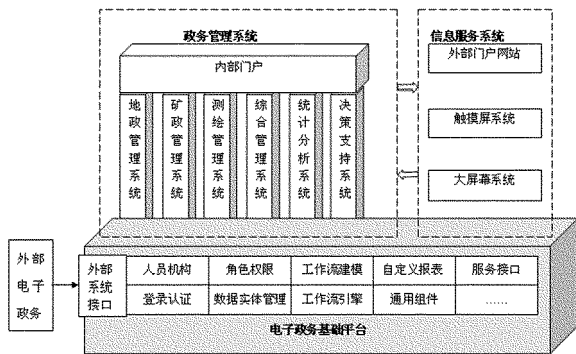 政务管理系统
信息服务系统
内部门户
外部门户网站
地政管理系统
矿政管理系统
测绘管理系统
综合管理系统
统计分析系统
决策支持系统
触摸屏系统
大屏幕系统
外部
电子
政务
外部
系统
接口
人员机构
角色权限
工作流建模
自定义报表
服务接口
登录认证
数据实体管理
工作流引擎
通用组件
……
电子政务基础平台